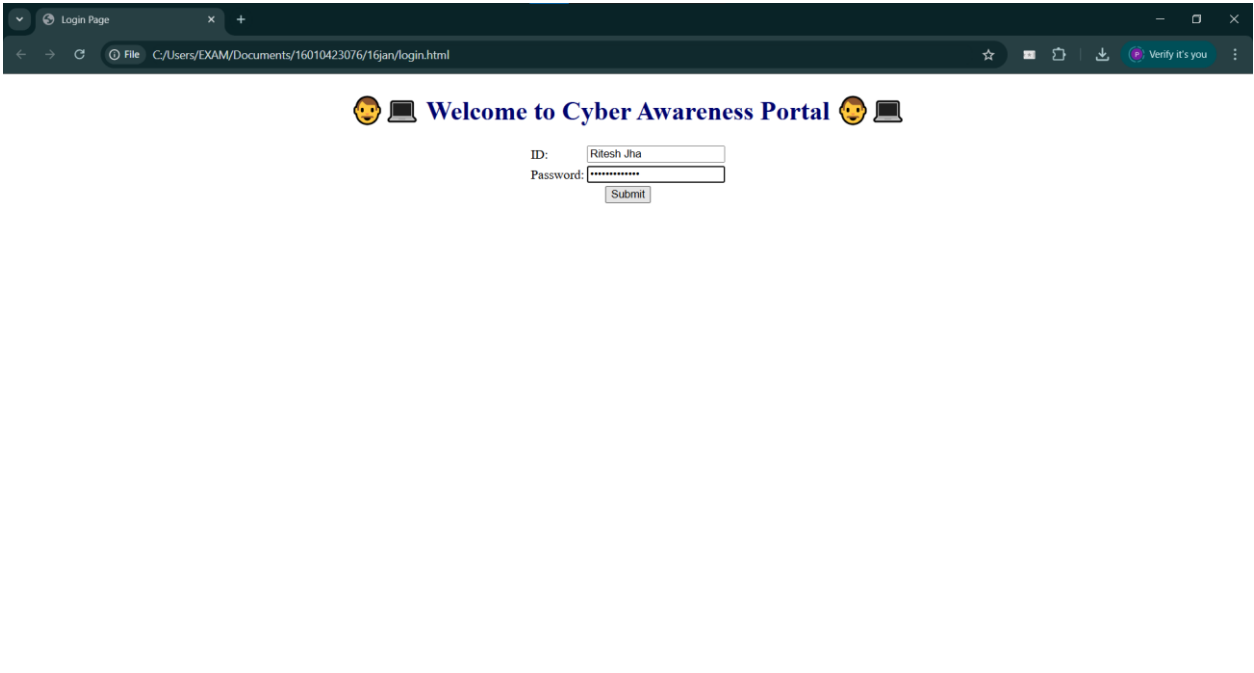 Login Page
File C:/Users/EXAM/Documents/16010423076/16jan/login.html
P Verify it's you
Welcome to Cyber Awareness Portal
ID: Ritesh Jha
Password: •••••••••••••
Submit